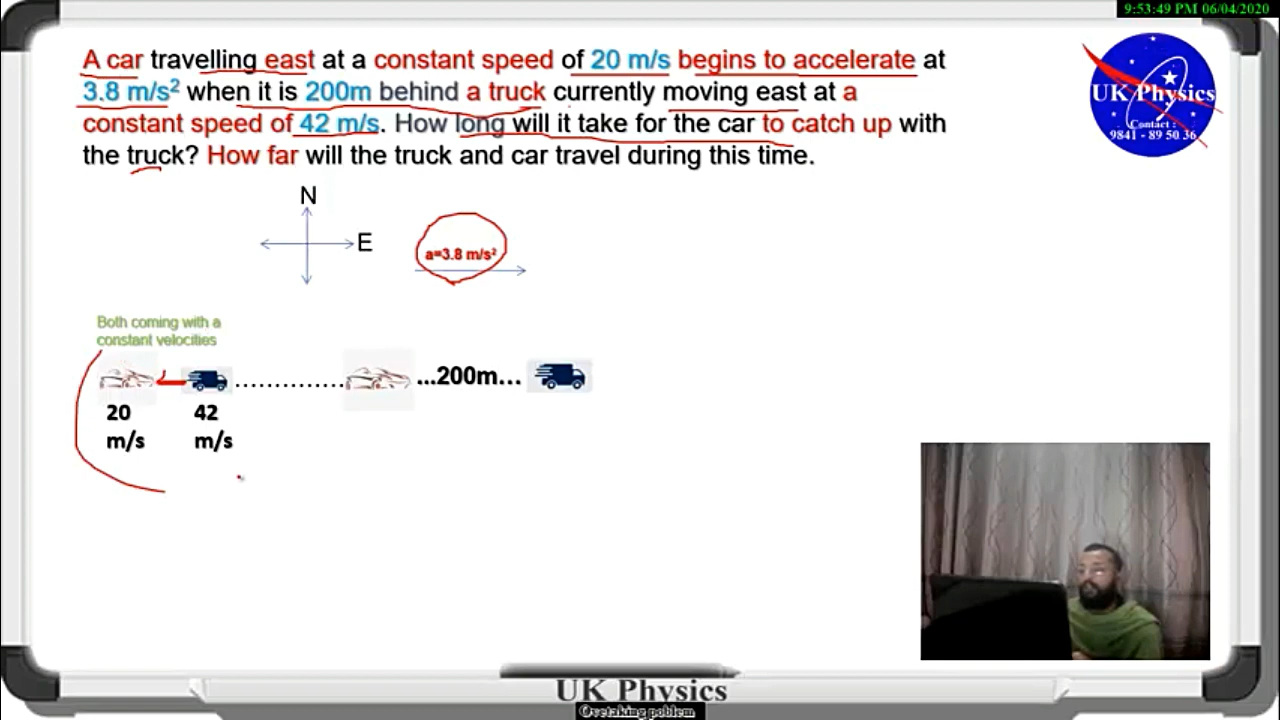 9:53:49 PM 06/04/2020
A car travelling east at a constant speed of 20 m/s begins to accelerate at
3.8 m/s² when it is 200m behind a truck currently moving east at a
constant speed of 42 m/s. How long will it take for the car to catch up with
the truck? How far will the truck and car travel during this time.
UK Physics
Contact :
9841 - 89 50 36
N
E
a=3.8 m/s²
Both coming with a
constant velocities
...200m...
20 42
m/s m/s
UK Physics
Ovetaking poblem